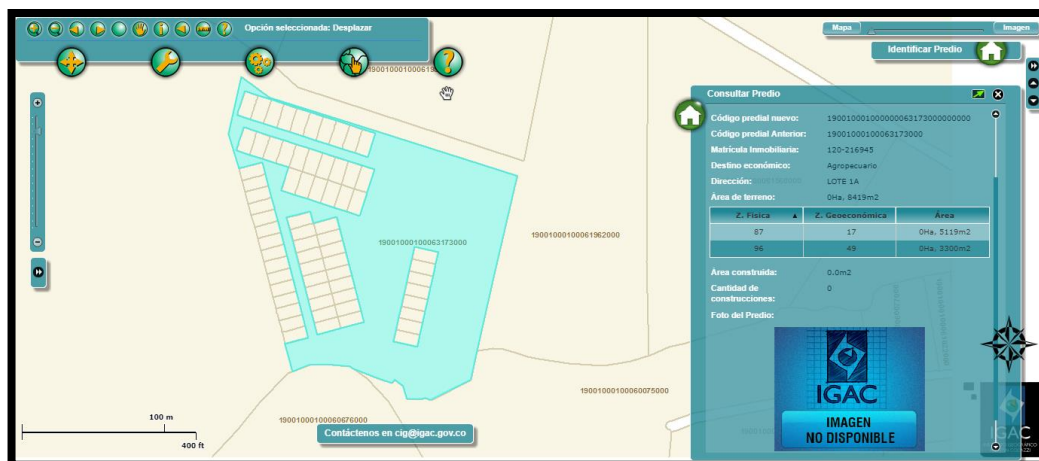 Opción seleccionada: Desplazar
Mapa
Imagen
Identificar Predio
Consultar Predio
Código predial nuevo: 190010001000000063173000000000
Código predial Anterior: 19001000100063173000
Matrícula Inmobiliaria: 120-216945
Destino económico: Agropecuario
Dirección: LOTE 1A
Área de terreno: 0Ha, 8419m2
Z. Física ▲ Z. Geoeconómica Área
87 17 0Ha, 5119m2
96 49 0Ha, 3300m2
Área construida: 0.0m2
Cantidad de construcciones: 0
Foto del Predio:
IGAC
IMAGEN
NO DISPONIBLE
19001000100063173000
19001000100061962000
19001000100060075000
19001000100060676000
100 m
400 ft
Contáctenos en cig@igac.gov.co
IGAC